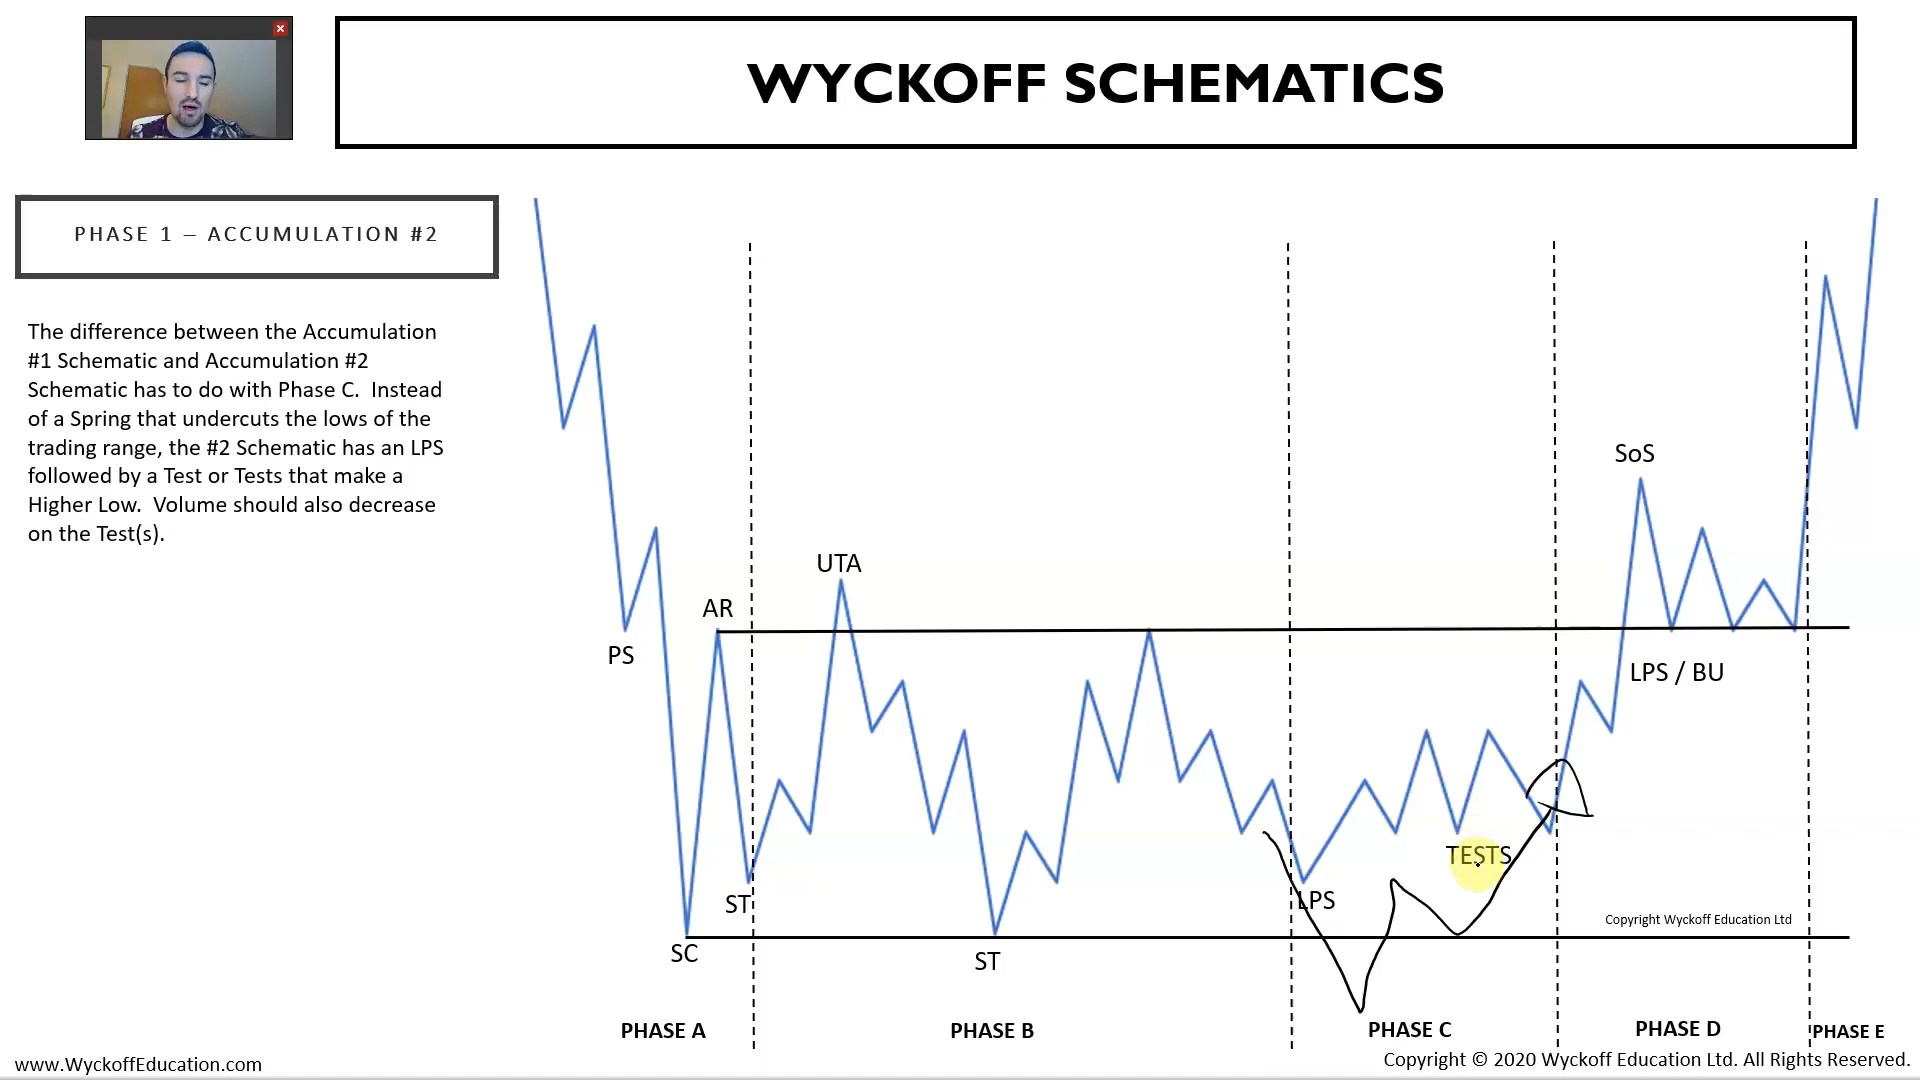 WYCKOFF SCHEMATICS
PHASE 1 – ACCUMULATION #2
The difference between the Accumulation
#1 Schematic and Accumulation #2
Schematic has to do with Phase C.  Instead
of a Spring that undercuts the lows of the
trading range, the #2 Schematic has an LPS
followed by a Test or Tests that make a
Higher Low.  Volume should also decrease
on the Test(s).
SoS
UTA
AR
PS
LPS / BU
TESTS
ST
LPS
Copyright Wyckoff Education Ltd
SC
ST
PHASE A
PHASE B
PHASE C
PHASE D
PHASE E
www.WyckoffEducation.com
Copyright © 2020 Wyckoff Education Ltd. All Rights Reserved.